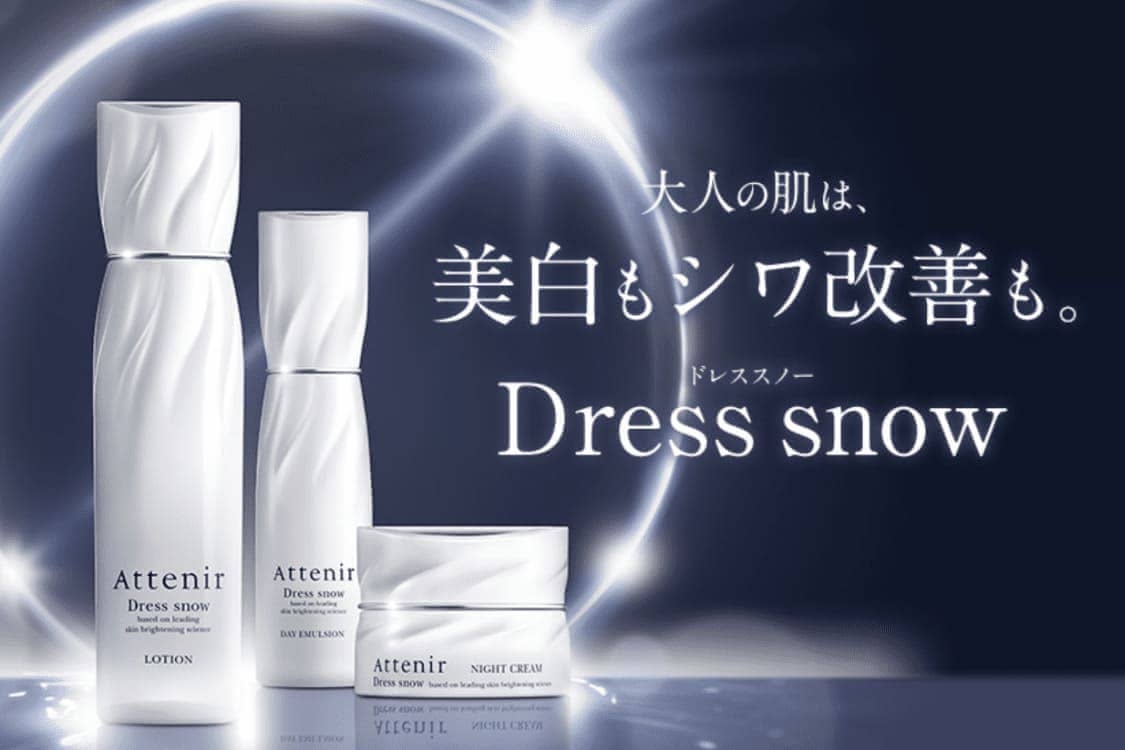 大人の肌は、
美白もシワ改善も。
ドレススノー
Dress snow
Attenir
Dress snow
based on leading
skin brightening science
LOTION
Attenir
Dress snow
based on leading
skin brightening science
DAY EMULSION
Attenir NIGHT CREAM
Dress snow based on leading skin brightening science